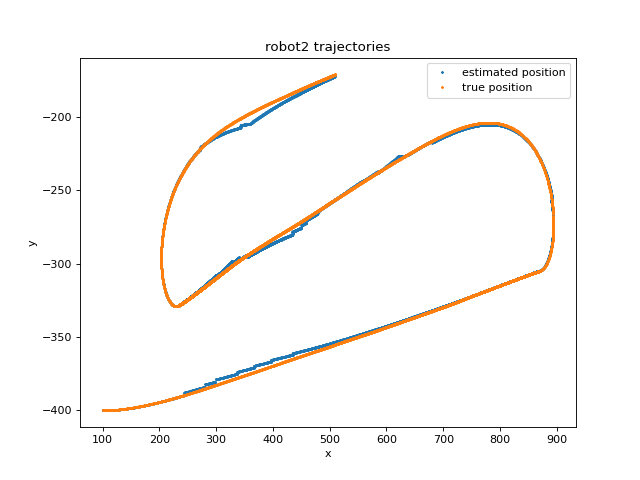 robot2 trajectories
estimated position
true position
−200
−250
−300
−350
−400
y
100 200 300 400 500 600 700 800 900
x